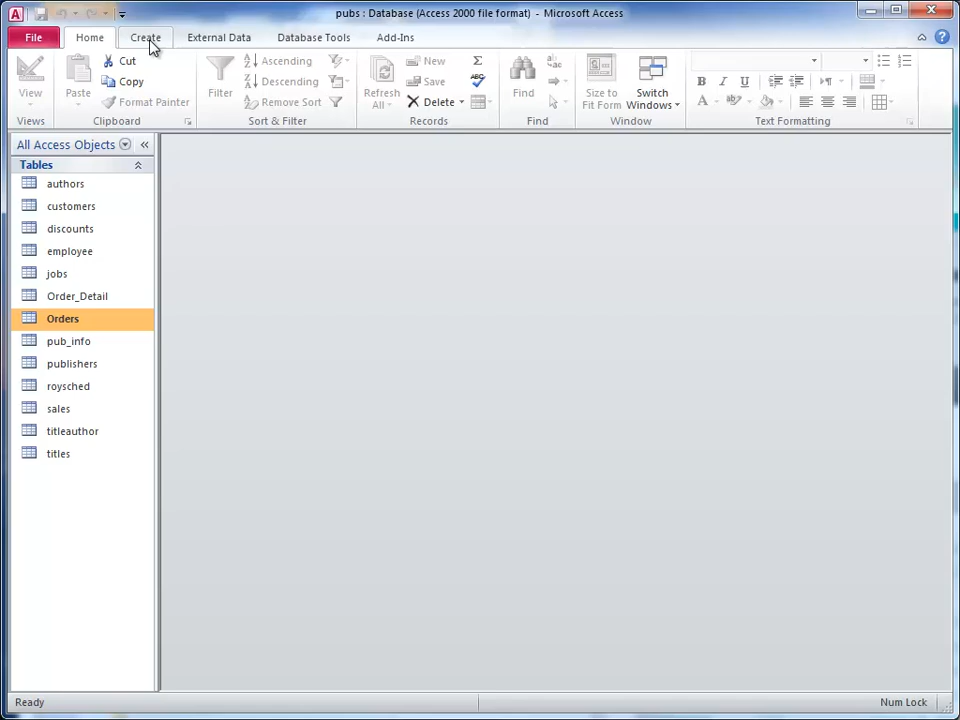 pubs : Database (Access 2000 file format) - Microsoft Access
File Home Create External Data Database Tools Add-Ins
View
Views
Paste
Cut
Copy
Format Painter
Clipboard
Filter
Ascending
Descending
Remove Sort
Sort & Filter
Refresh All
New
Save
Delete
Records
Find
Find
Size to Fit Form
Switch Windows
Window
Text Formatting
All Access Objects
Tables
authors
customers
discounts
employee
jobs
Order_Detail
Orders
pub_info
publishers
roysched
sales
titleauthor
titles
Ready
Num Lock